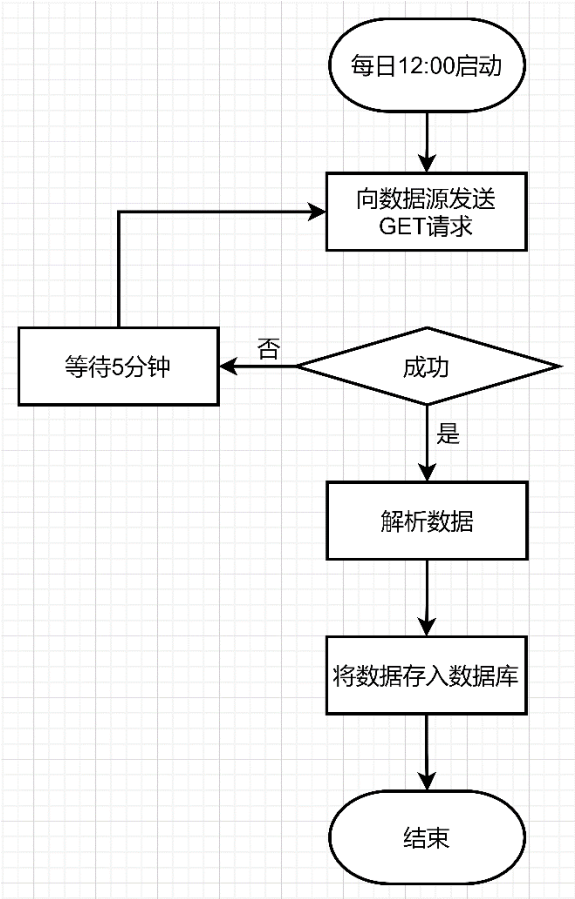 每日12:00启动
向数据源发送
GET请求
否
等待5分钟
成功
是
解析数据
将数据存入数据库
结束